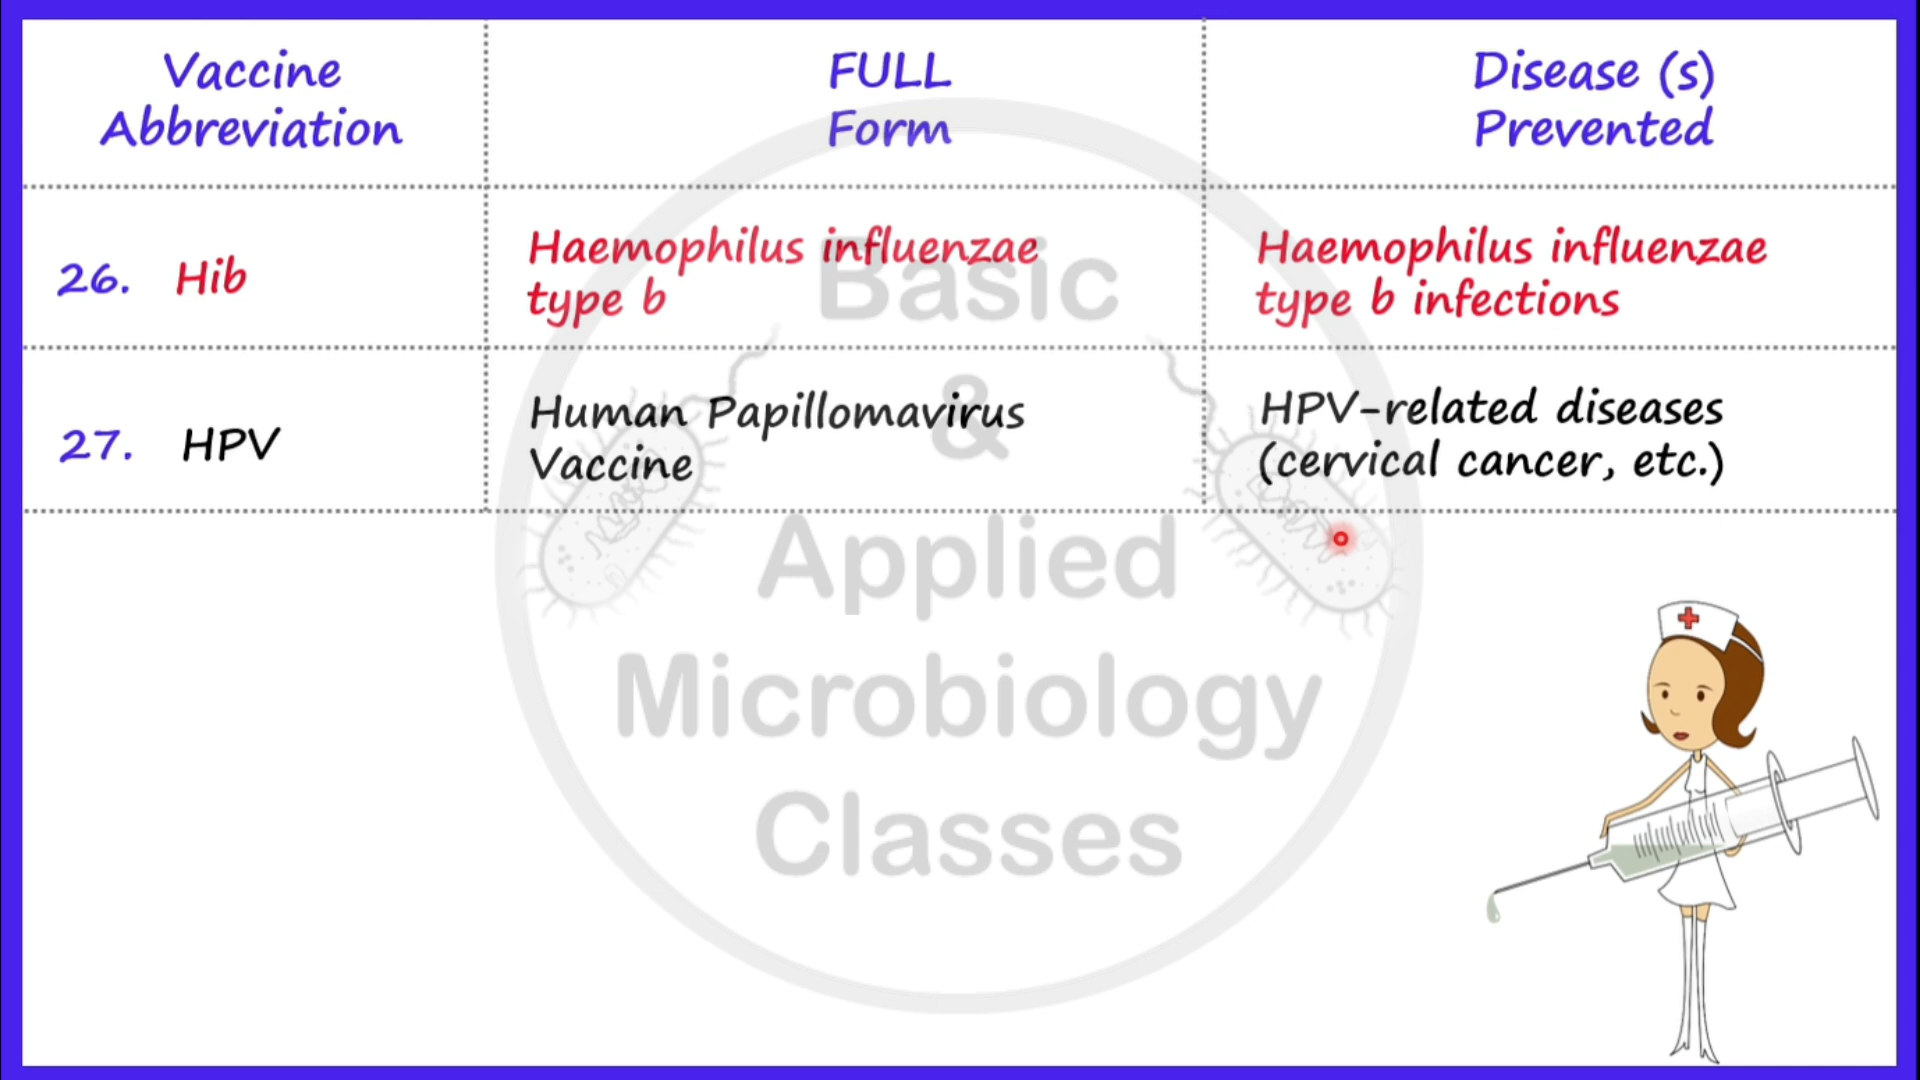 Vaccine
Abbreviation
FULL
Form
Disease (s)
Prevented
26. Hib
Haemophilus influenzae
type b
Haemophilus influenzae
type b infections
27. HPV
Human Papillomavirus
Vaccine
HPV-related diseases
(cervical cancer, etc.)
Basic
&
Applied
Microbiology
Classes